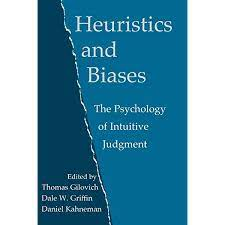 Heuristics
and
Biases
The Psychology
of Intuitive
Judgment
Edited by
Thomas Gilovich
Dale W. Griffin
Daniel Kahneman